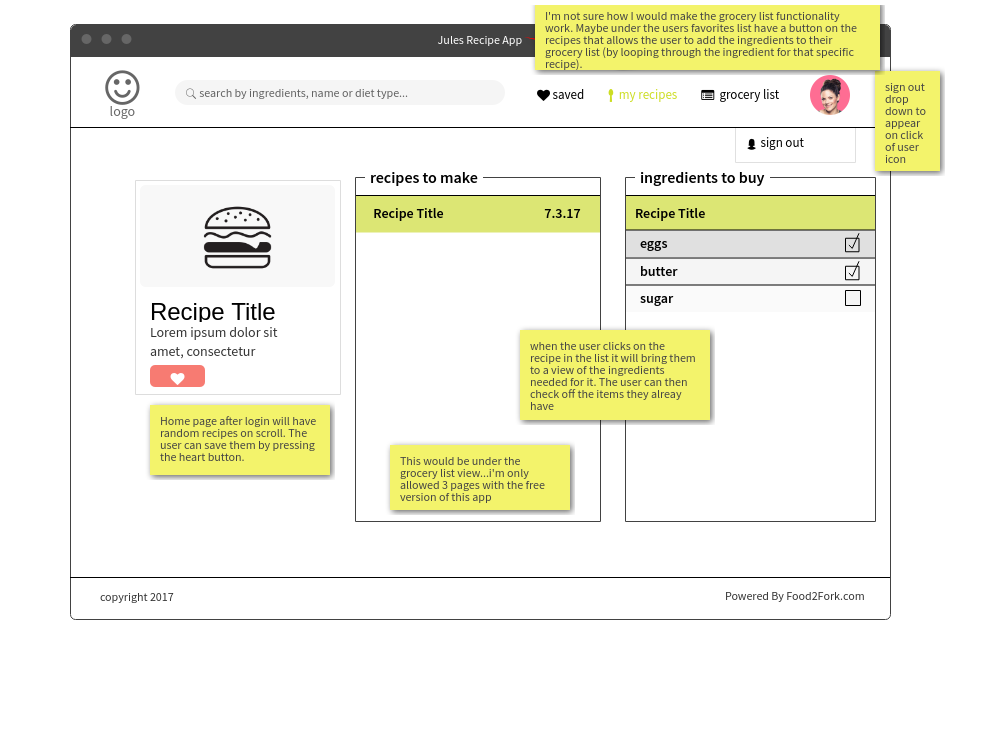 I'm not sure how I would make the grocery list functionality
work. Maybe under the users favorites list have a button on the
recipes that allows the user to add the ingredients to their
grocery list (by looping through the ingredient for that specific
recipe).
Jules Recipe App
logo
search by ingredients, name or diet type...
saved
my recipes
grocery list
sign out
drop
down to
appear
on click
of user
icon
sign out
Recipe Title
Lorem ipsum dolor sit
amet, consectetur
Home page after login will have
random recipes on scroll. The
user can save them by pressing
the heart button.
recipes to make
Recipe Title 7.3.17
This would be under the
grocery list view...i'm only
allowed 3 pages with the free
version of this app
ingredients to buy
Recipe Title
eggs
butter
sugar
when the user clicks on the
recipe in the list it will bring them
to a view of the ingredients
needed for it. The user can then
check off the items they alreay
have
copyright 2017
Powered By Food2Fork.com